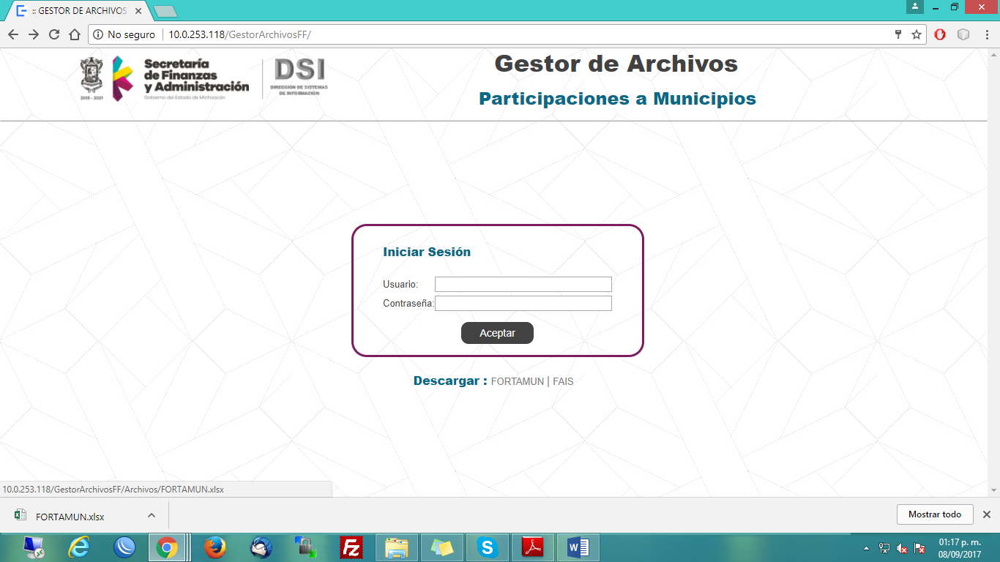 :: GESTOR DE ARCHIVOS
No seguro
10.0.253.118/GestorArchivosFF/
2015 - 2021
Secretaría
de Finanzas
y Administración
Gobierno del Estado de Michoacán
DSI
DIRECCIÓN DE SISTEMAS
DE INFORMACIÓN
Gestor de Archivos
Participaciones a Municipios
Iniciar Sesión
Usuario:
Contraseña:
Aceptar
Descargar : FORTAMUN | FAIS
10.0.253.118/GestorArchivosFF/Archivos/FORTAMUN.xlsx
FORTAMUN.xlsx
Mostrar todo
01:17 p. m.
08/09/2017